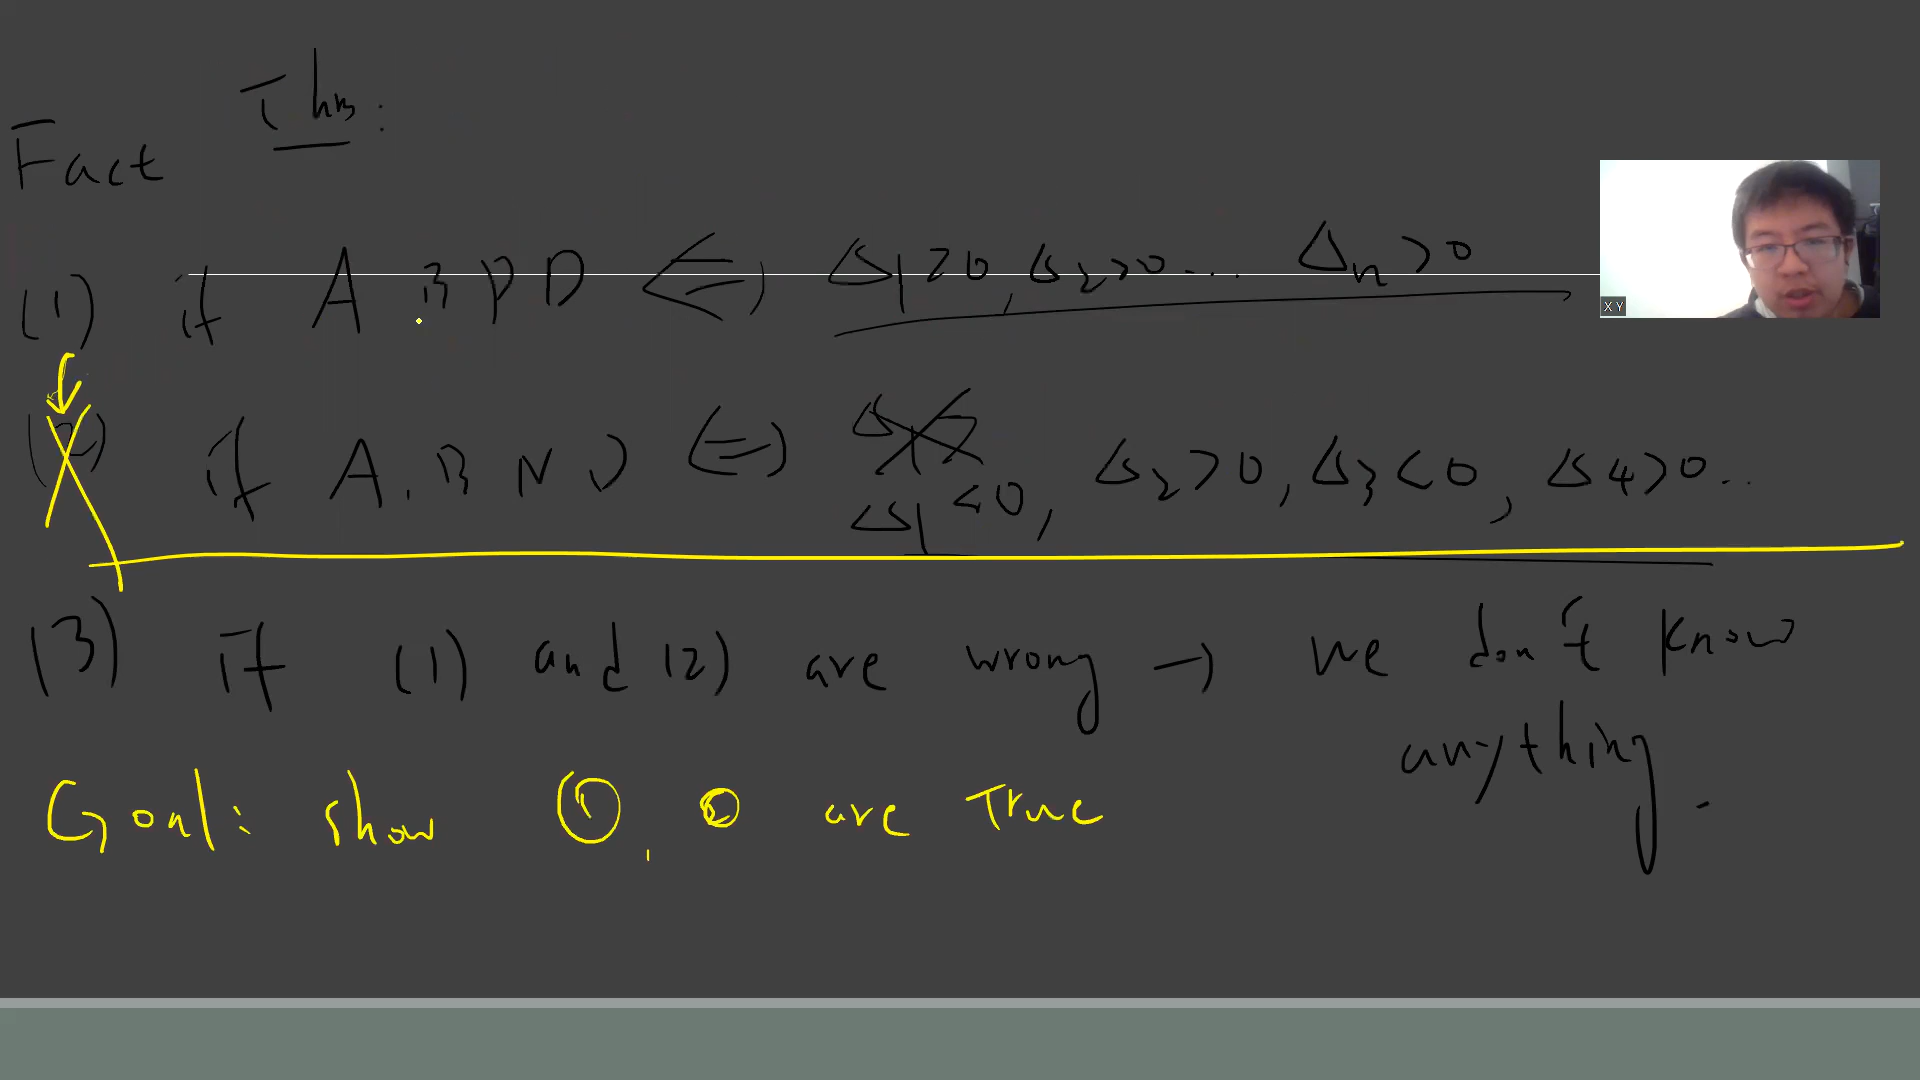 Thm:
Fact
(1) if A is PD <=> Δ1>0, Δ2>0... Δn>0
(2) if A is ND <=> Δ1<0, Δ2>0, Δ3<0, Δ4>0..
(3) if (1) and (2) are wrong → we don't know
anything.
Goal: show ①, ② are True
X Y